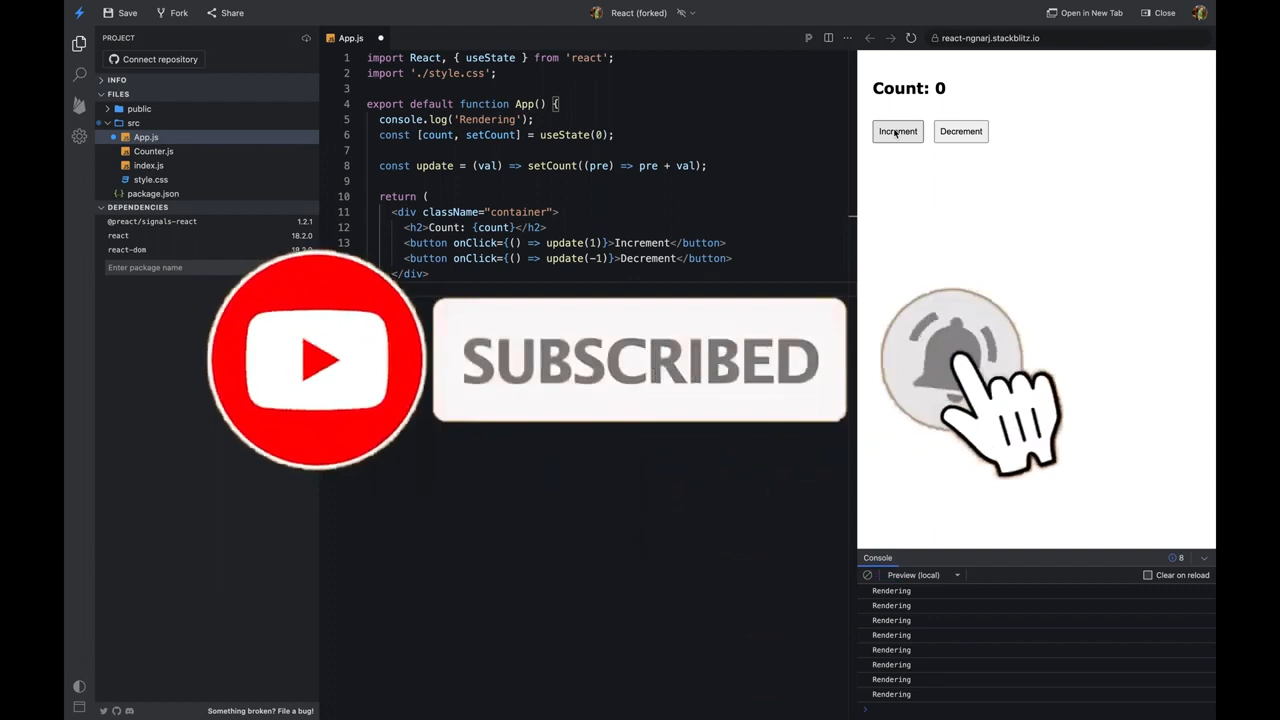 Save
Fork
Share
React (forked)
Open in New Tab
Close
PROJECT
Connect repository
INFO
FILES
public
src
App.js
Counter.js
index.js
style.css
package.json
DEPENDENCIES
@preact/signals-react 1.2.1
react 18.2.0
react-dom 18.2.0
Enter package name
Something broken? File a bug!
App.js
1 import React, { useState } from 'react';
2 import './style.css';
3
4 export default function App() {
5 console.log('Rendering');
6 const [count, setCount] = useState(0);
7
8 const update = (val) => setCount((pre) => pre + val);
9
10 return (
11 <div className="container">
12 <h2>Count: {count}</h2>
13 <button onClick={() => update(1)}>Increment</button>
<button onClick={() => update(-1)}>Decrement</button>
</div>
SUBSCRIBED
react-ngnarj.stackblitz.io
Count: 0
Increment Decrement
Console
8
Preview (local)
Clear on reload
Rendering
Rendering
Rendering
Rendering
Rendering
Rendering
Rendering
Rendering